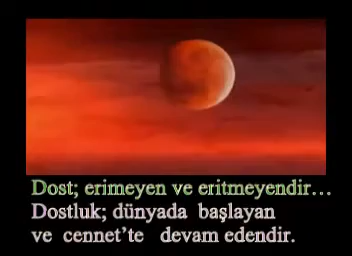 Dost; erimeyen ve eritmeyendir...
Dostluk; dünyada başlayan
ve cennet'te devam edendir.